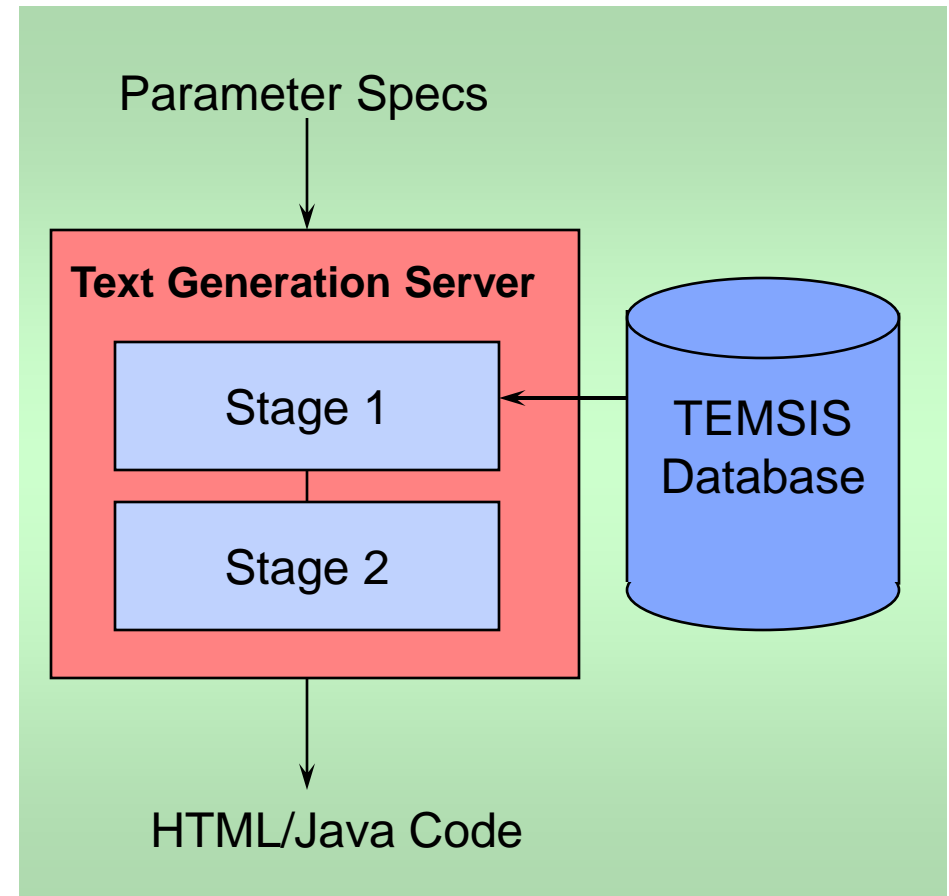 Parameter Specs
Text Generation Server
Stage 1
TEMSIS
Database
Stage 2
HTML/Java Code